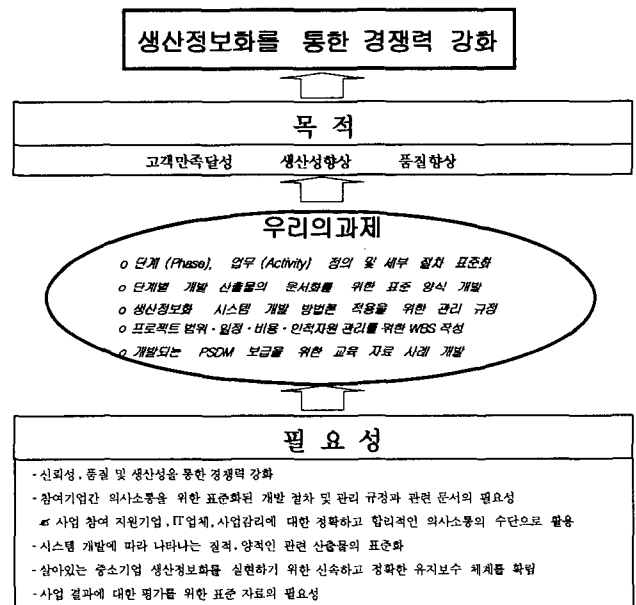 생산정보화를 통한 경쟁력 강화
목 적
고객만족달성 생산성향상 품질향상
우리의과제
o 단계 (Phase), 업무 (Activity) 정의 및 세부 절차 표준화
o 단계별 개발 산출물의 문서화를 위한 표준 양식 개발
o 생산정보화 시스템 개발 방법론 적용을 위한 관리 규정
o 프로젝트 범위·일정·비용·인적자원 관리를 위한 WBS 작성
o 개발되는 PSDM 보급을 위한 교육 자료 사례 개발
필 요 성
- 신뢰성, 품질 및 생산성을 통한 경쟁력 강화
- 참여기업간 의사소통을 위한 표준화된 개발 절차 및 관리 규정과 관련 문서의 필요성
✍ 사업 참여 지원기업, IT업체, 사업감리에 대한 정확하고 합리적인 의사소통의 수단으로 활용
- 시스템 개발에 따라 나타나는 질적, 양적인 관련 산출물의 표준화
- 살아있는 중소기업 생산정보화를 실현하기 위한 신속하고 정확한 유지보수 체계를 확립
- 사업 결과에 대한 평가를 위한 표준 자료의 필요성